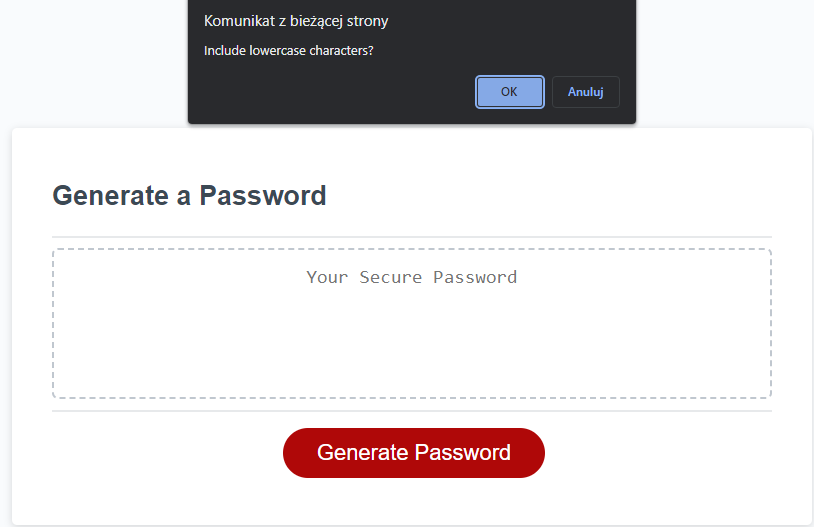 Komunikat z bieżącej strony
Include lowercase characters?
OK
Anuluj
Generate a Password
Your Secure Password
Generate Password